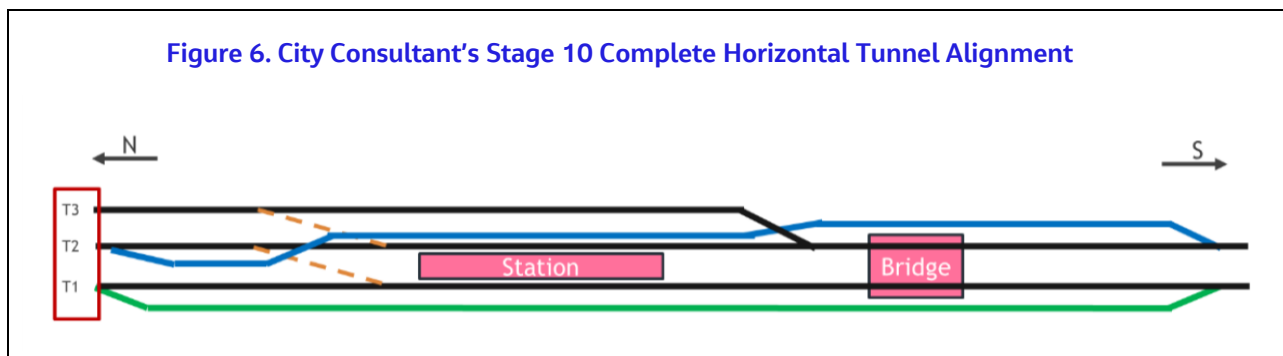 Figure 6. City Consultant’s Stage 10 Complete Horizontal Tunnel Alignment
N
S
T3
T2
Station
Bridge
T1